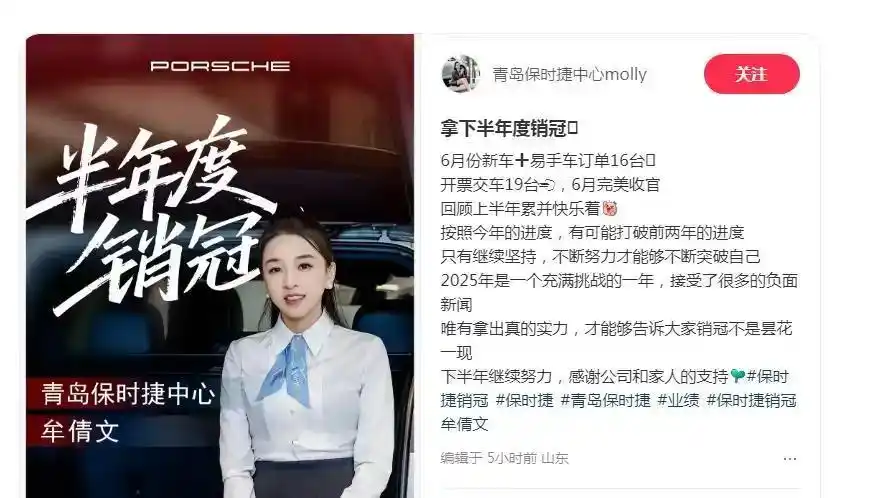 PORSCHE
半年度
销冠
青岛保时捷中心
牟倩文
青岛保时捷中心molly
关注
拿下半年度销冠
6月份新车➕易手车订单16台
开票交车19台💨，6月完美收官
回顾上半年累并快乐着
按照今年的进度，有可能打破前两年的进度
只有继续坚持，不断努力才能够不断突破自己
2025年是一个充满挑战的一年，接受了很多的负面
新闻
唯有拿出真的实力，才能够告诉大家销冠不是昙花
一现
下半年继续努力，感谢公司和家人的支持🌱#保时
捷销冠 #保时捷 #青岛保时捷 #业绩 #保时捷销冠
牟倩文
编辑于 5小时前 山东
...